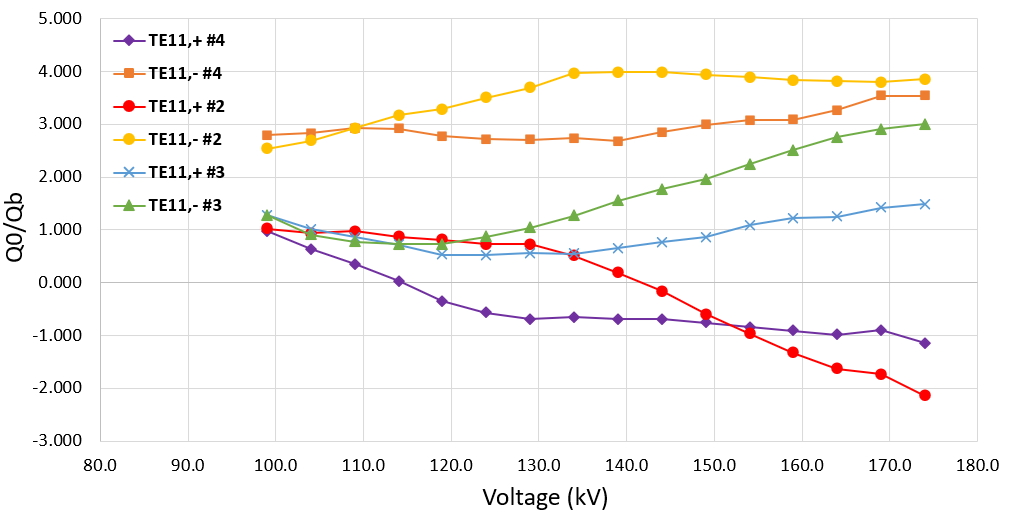 5.000
4.000
3.000
2.000
1.000
0.000
-1.000
-2.000
-3.000
Q0/Qb
TE11,+ #4
TE11,- #4
TE11,+ #2
TE11,- #2
TE11,+ #3
TE11,- #3
80.0 90.0 100.0 110.0 120.0 130.0 140.0 150.0 160.0 170.0 180.0
Voltage (kV)